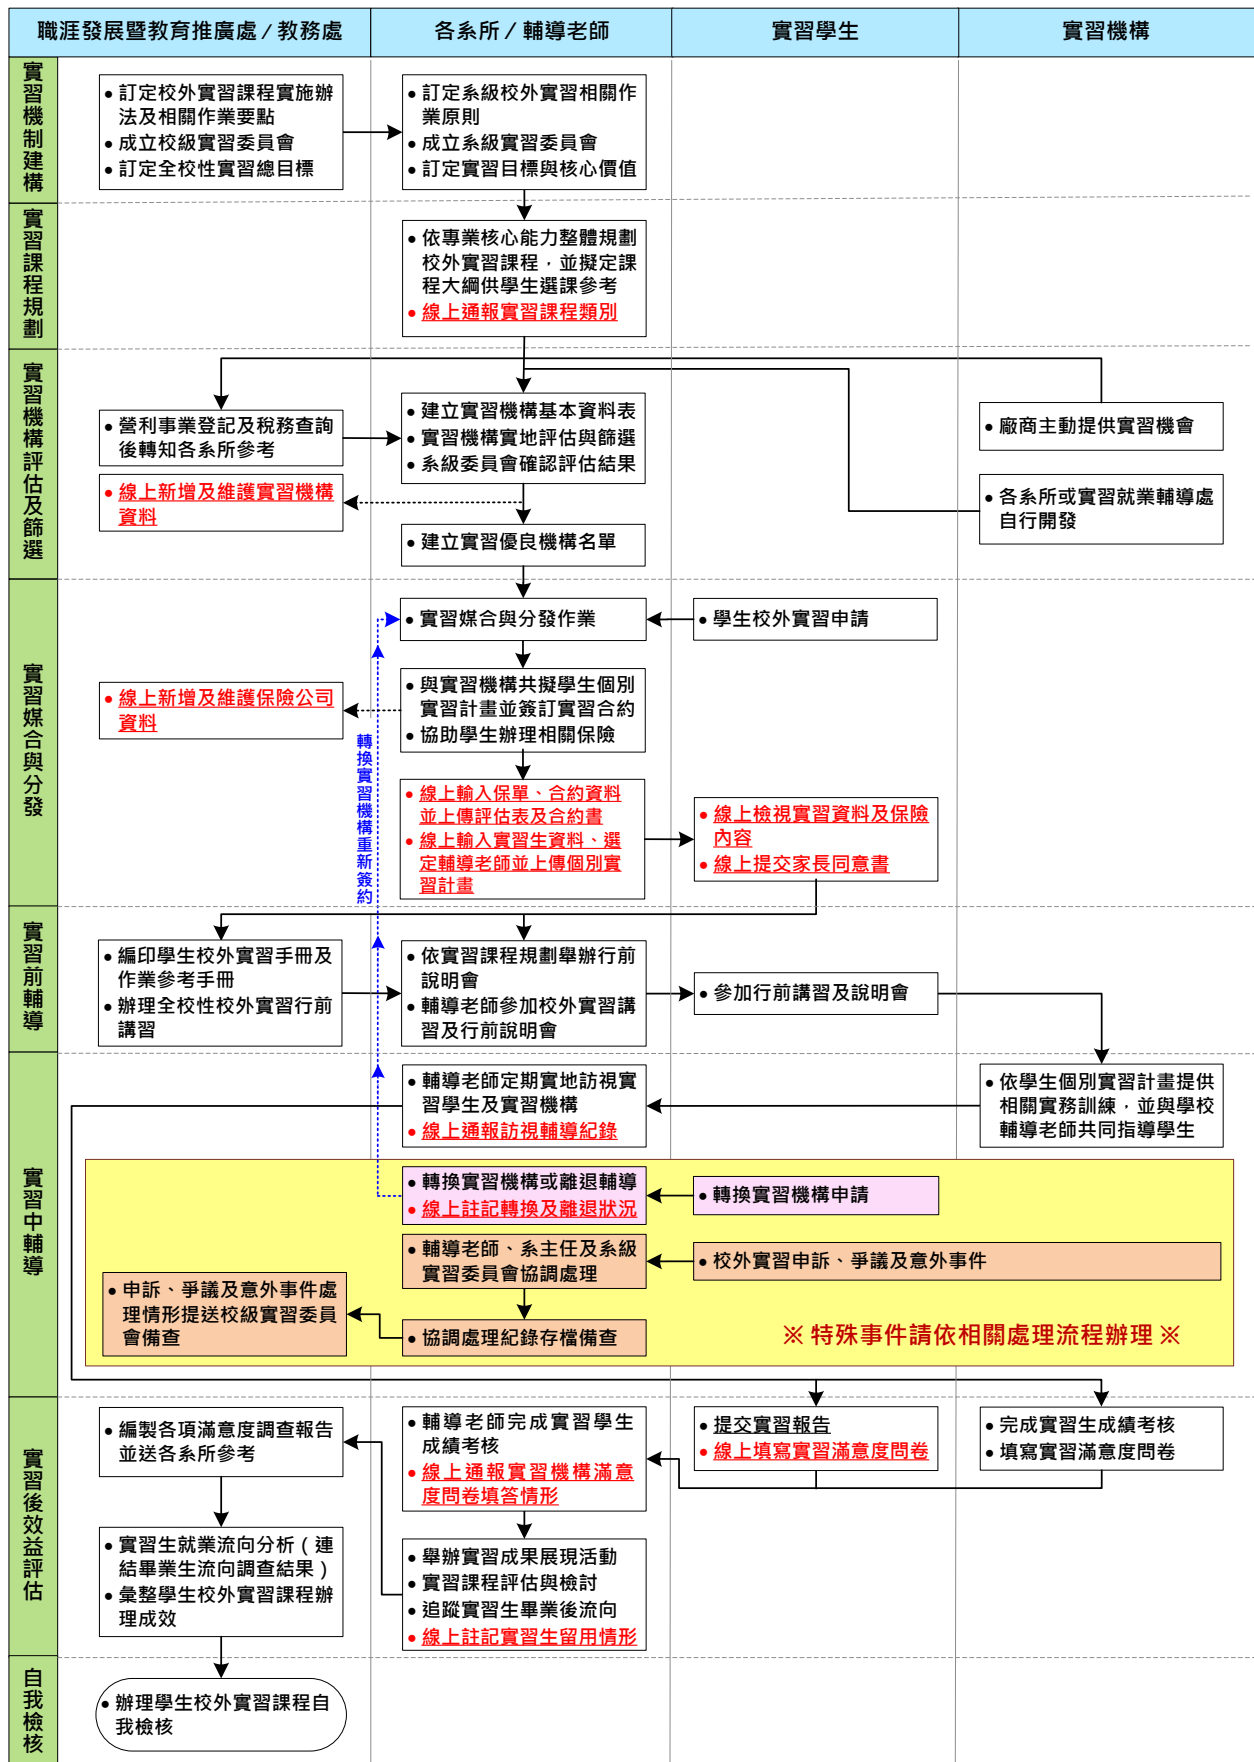 職涯發展暨教育推廣處 / 教務處
各系所 / 輔導老師
實習學生
實習機構
實習機制建構
● 訂定校外實習課程實施辦
法及相關作業要點
● 成立校級實習委員會
● 訂定全校性實習總目標
● 訂定系級校外實習相關作
業原則
● 成立系級實習委員會
● 訂定實習目標與核心價值
實習課程規劃
● 依專業核心能力整體規劃
校外實習課程，並擬定課
程大綱供學生選課參考
● 線上通報實習課程類別
實習機構評估及篩選
● 營利事業登記及稅務查詢
後轉知各系所參考
● 建立實習機構基本資料表
● 實習機構實地評估與篩選
● 系級委員會確認評估結果
● 廠商主動提供實習機會
● 線上新增及維護實習機構
資料
● 各系所或實習就業輔導處
自行開發
● 建立實習優良機構名單
實習媒合與分發
● 實習媒合與分發作業
● 學生校外實習申請
● 線上新增及維護保險公司
資料
● 與實習機構共擬學生個別
實習計畫並簽訂實習合約
● 協助學生辦理相關保險
轉換實習機構重新簽約
● 線上輸入保單、合約資料
並上傳評估表及合約書
● 線上輸入實習生資料、選
定輔導老師並上傳個別實
習計畫
● 線上檢視實習資料及保險
內容
● 線上提交家長同意書
實習前輔導
● 編印學生校外實習手冊及
作業參考手冊
● 辦理全校性校外實習行前
講習
● 依實習課程規劃舉辦行前
說明會
● 輔導老師參加校外實習講
習及行前說明會
● 參加行前講習及說明會
實習中輔導
● 輔導老師定期實地訪視實
習學生及實習機構
● 線上通報訪視輔導紀錄
● 依學生個別實習計畫提供
相關實務訓練，並與學校
輔導老師共同指導學生
● 轉換實習機構或離退輔導
● 線上註記轉換及離退狀況
● 轉換實習機構申請
● 輔導老師、系主任及系級
實習委員會協調處理
● 校外實習申訴、爭議及意外事件
● 申訴、爭議及意外事件處
理情形提送校級實習委員
會備查
● 協調處理紀錄存檔備查
※ 特殊事件請依相關處理流程辦理 ※
實習後效益評估
● 編製各項滿意度調查報告
並送各系所參考
● 輔導老師完成實習學生
成績考核
● 線上通報實習機構滿意
度問卷填答情形
● 提交實習報告
● 線上填寫實習滿意度問卷
● 完成實習生成績考核
● 填寫實習滿意度問卷
● 實習生就業流向分析（連
結畢業生流向調查結果）
● 彙整學生校外實習課程辦
理成效
● 舉辦實習成果展現活動
● 實習課程評估與檢討
● 追蹤實習生畢業後流向
● 線上註記實習生留用情形
自我檢核
● 辦理學生校外實習課程自
我檢核